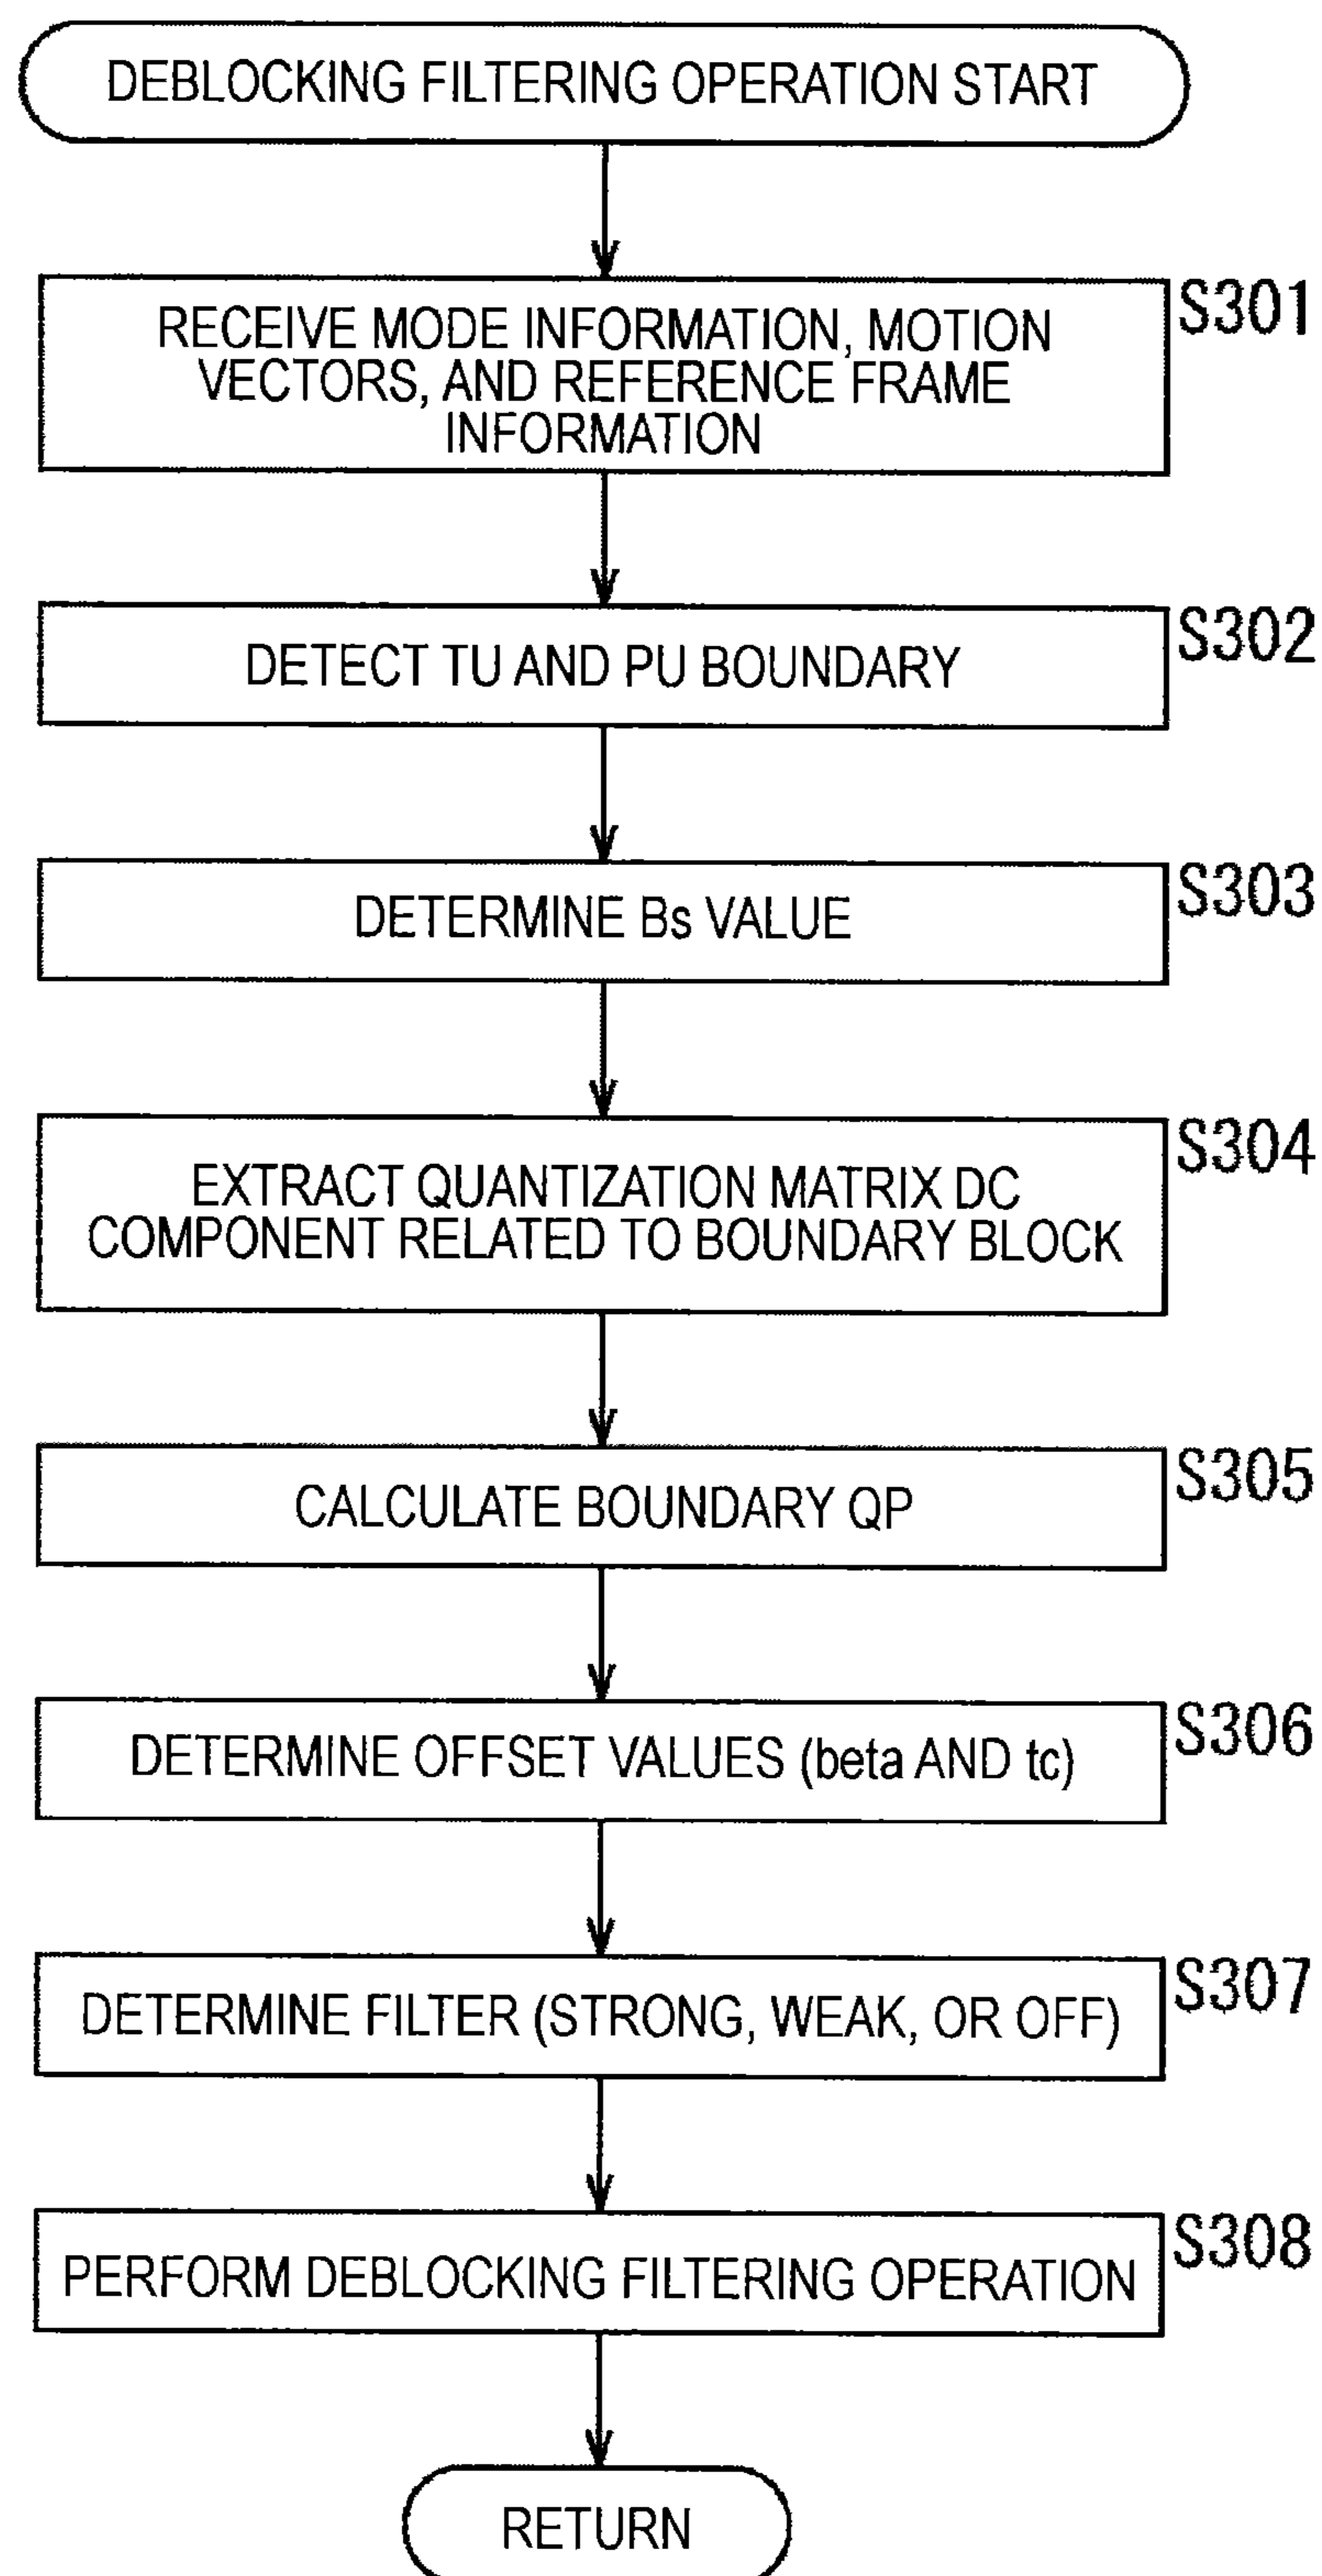 DEBLOCKING FILTERING OPERATION START
S301
RECEIVE MODE INFORMATION, MOTION
VECTORS, AND REFERENCE FRAME
INFORMATION
S302
DETECT TU AND PU BOUNDARY
S303
DETERMINE Bs VALUE
S304
EXTRACT QUANTIZATION MATRIX DC
COMPONENT RELATED TO BOUNDARY BLOCK
S305
CALCULATE BOUNDARY QP
S306
DETERMINE OFFSET VALUES (beta AND tc)
S307
DETERMINE FILTER (STRONG, WEAK, OR OFF)
S308
PERFORM DEBLOCKING FILTERING OPERATION
RETURN